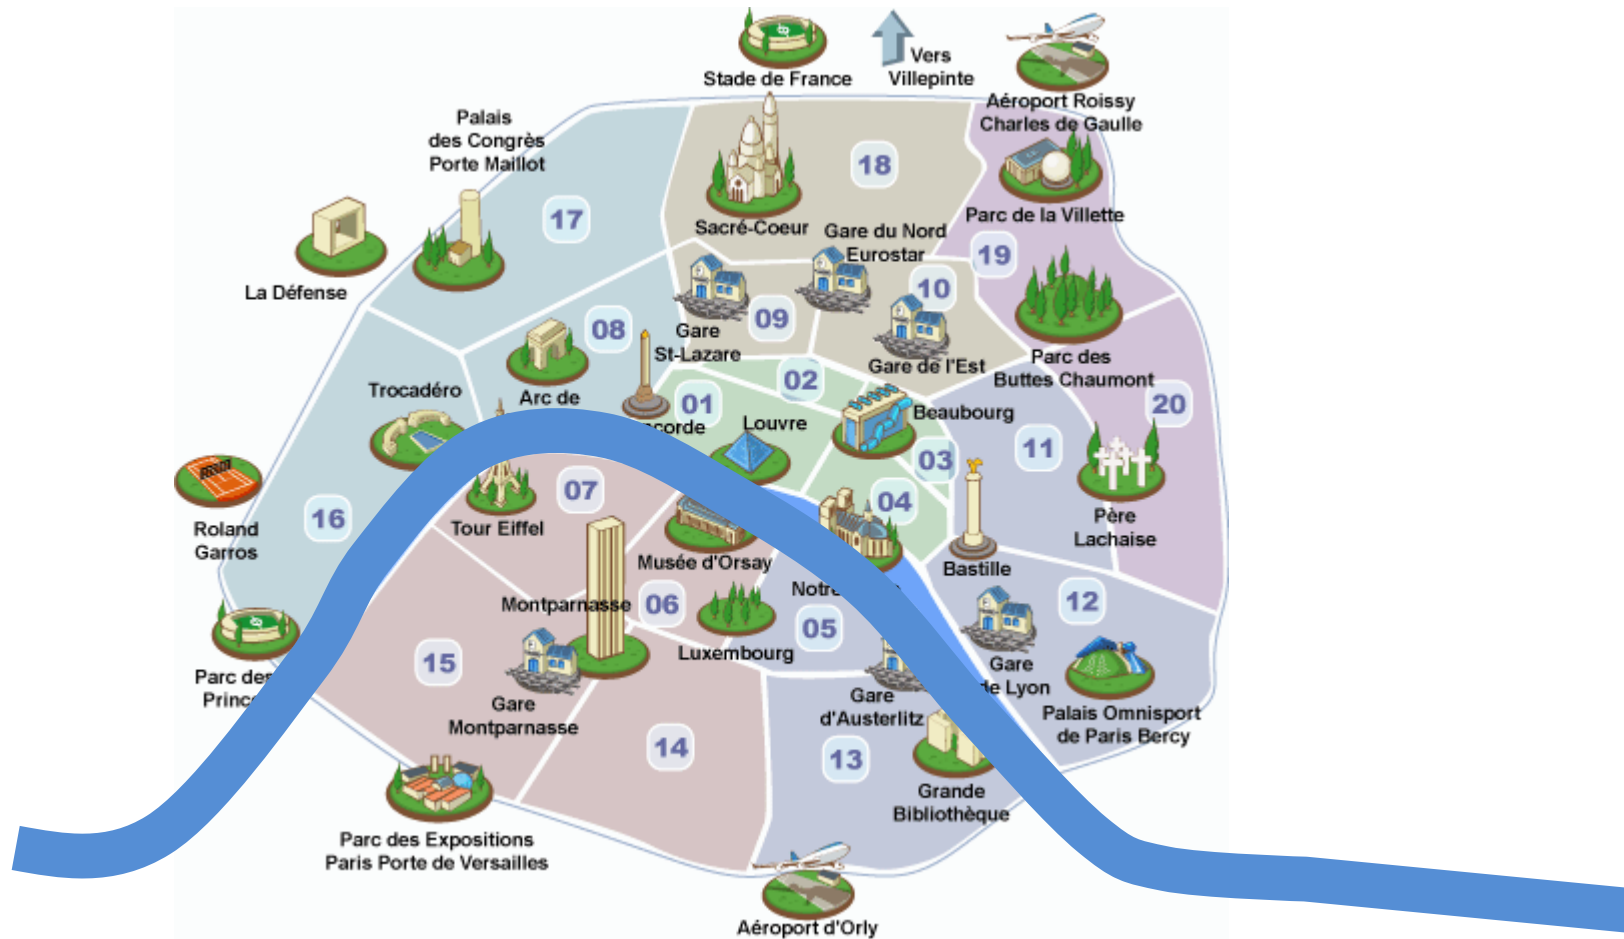 Stade de France
Vers
Villepinte
Aéroport Roissy
Charles de Gaulle
Palais
des Congrès
Porte Maillot
18
17
Parc de la Villette
Sacré-Coeur
Gare du Nord
Eurostar
19
La Défense
10
08
09
Gare
St-Lazare
Gare de l'Est
Parc des
Buttes Chaumont
Trocadéro
02
Arc de
01
20
Beaubourg
corde
Louvre
11
03
07
04
16
Tour Eiffel
Roland
Garros
Père
Lachaise
Musée d'Orsay
Bastille
Notre
12
Montparnasse
06
05
Luxembourg
15
Gare
de Lyon
Parc des
Princ
Gare
Montparnasse
Gare
d'Austerlitz
Palais Omnisport
de Paris Bercy
14
13
Grande
Bibliothèque
Parc des Expositions
Paris Porte de Versailles
Aéroport d'Orly